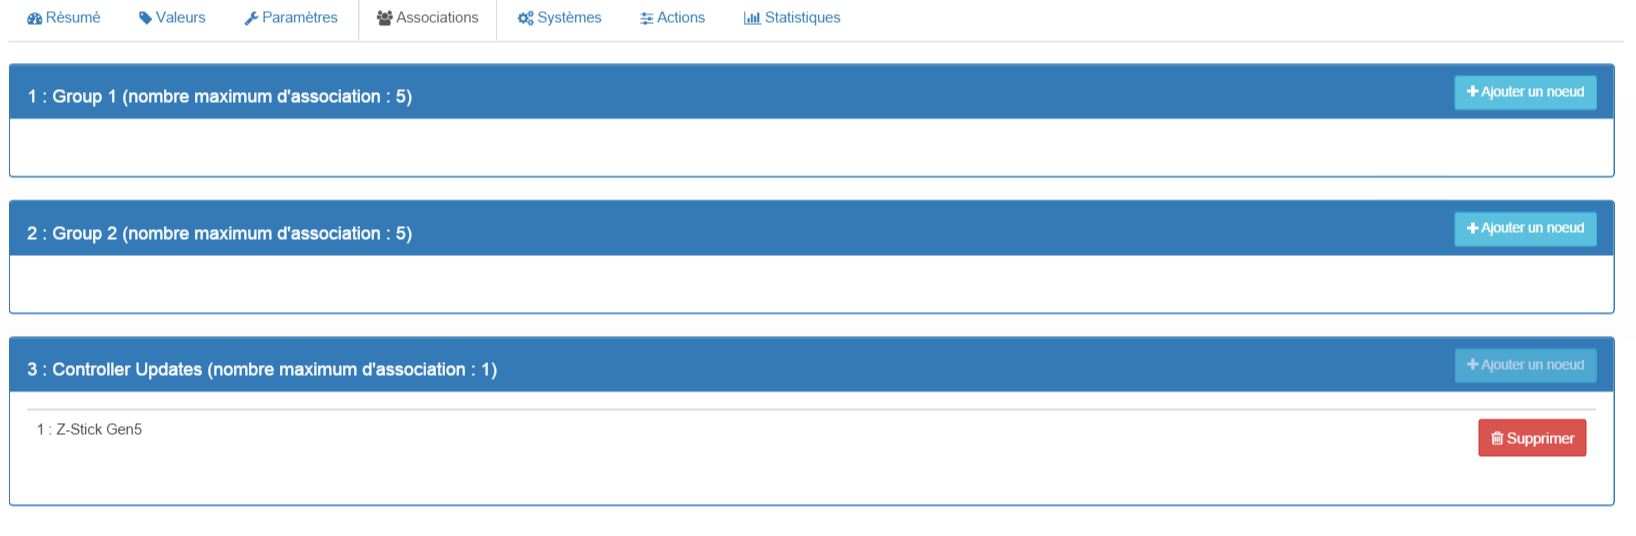 Résumé Valeurs Paramètres Associations Systèmes Actions Statistiques
1 : Group 1 (nombre maximum d'association : 5) Ajouter un noeud
2 : Group 2 (nombre maximum d'association : 5) Ajouter un noeud
3 : Controller Updates (nombre maximum d'association : 1) Ajouter un noeud
1 : Z-Stick Gen5 Supprimer